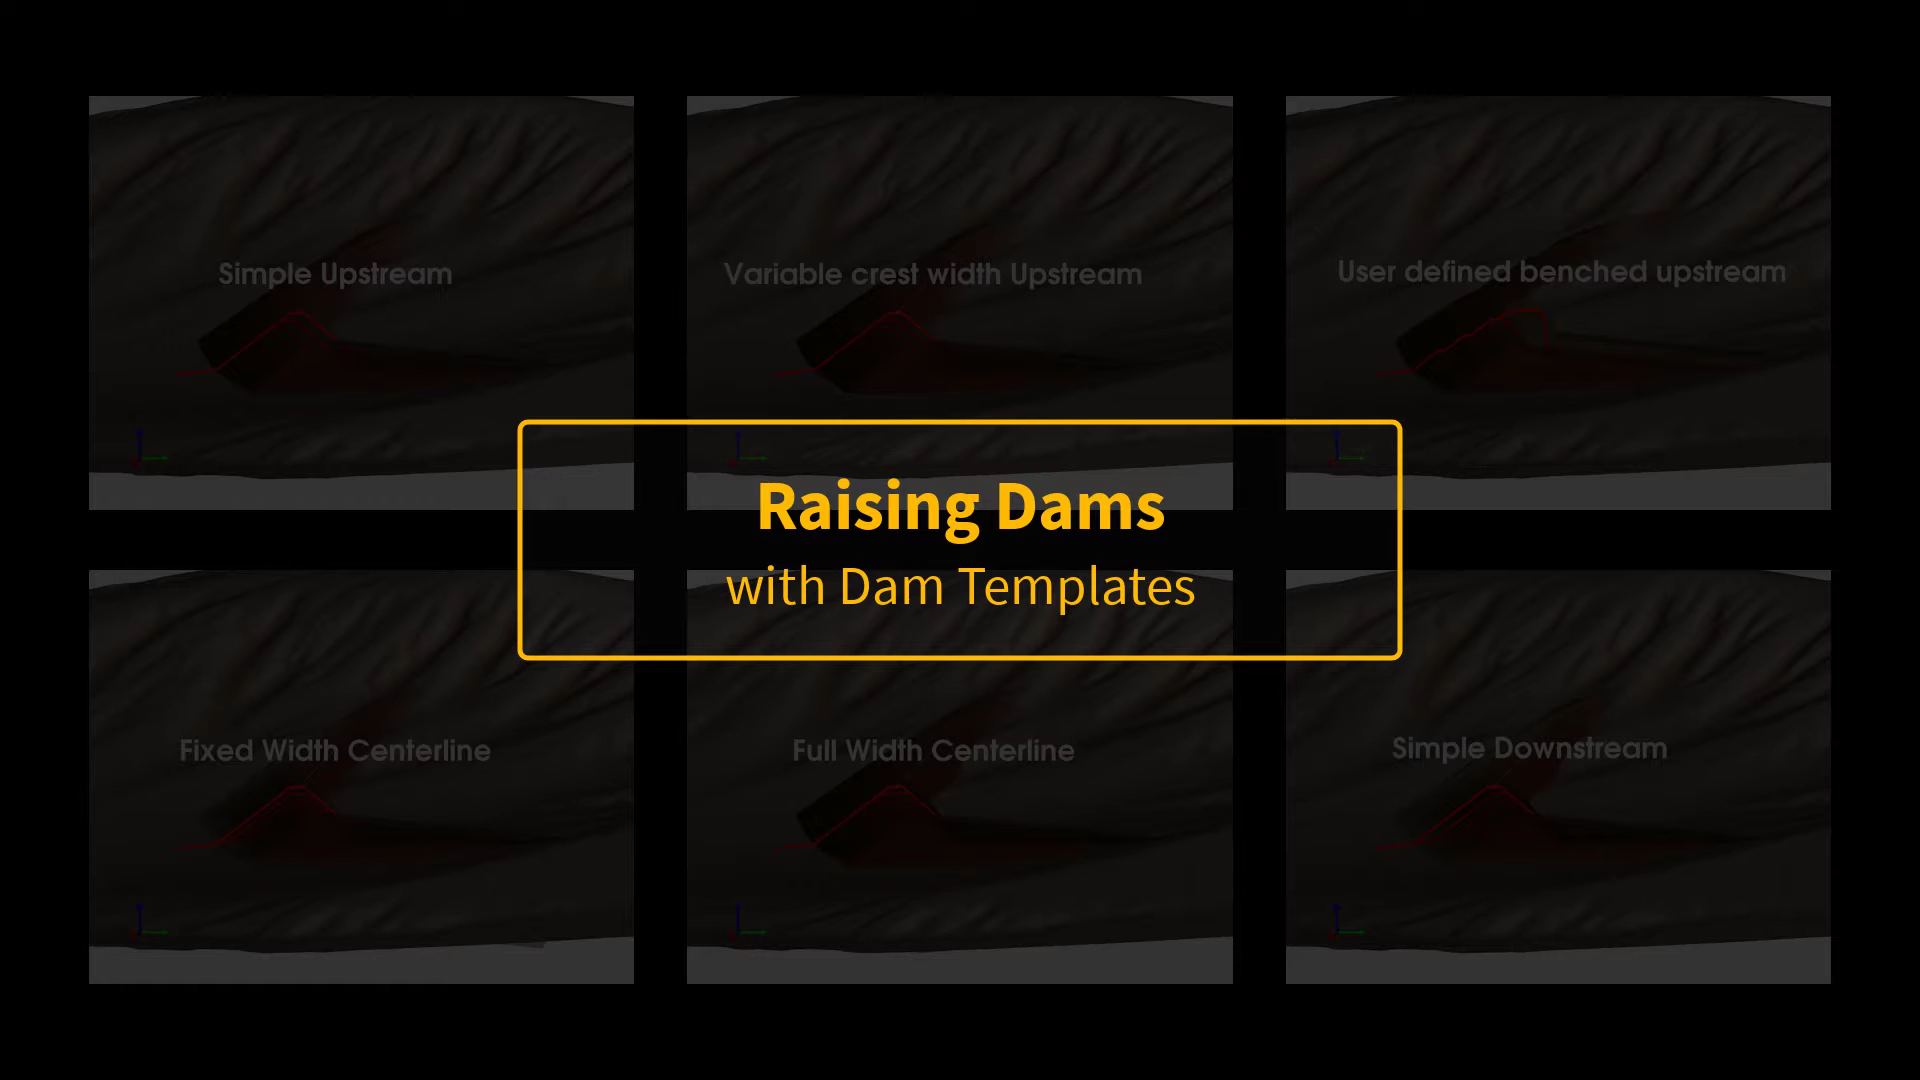 Simple Upstream
Variable crest width Upstream
User defined benched upstream
Raising Dams
with Dam Templates
Fixed Width Centerline
Full Width Centerline
Simple Downstream